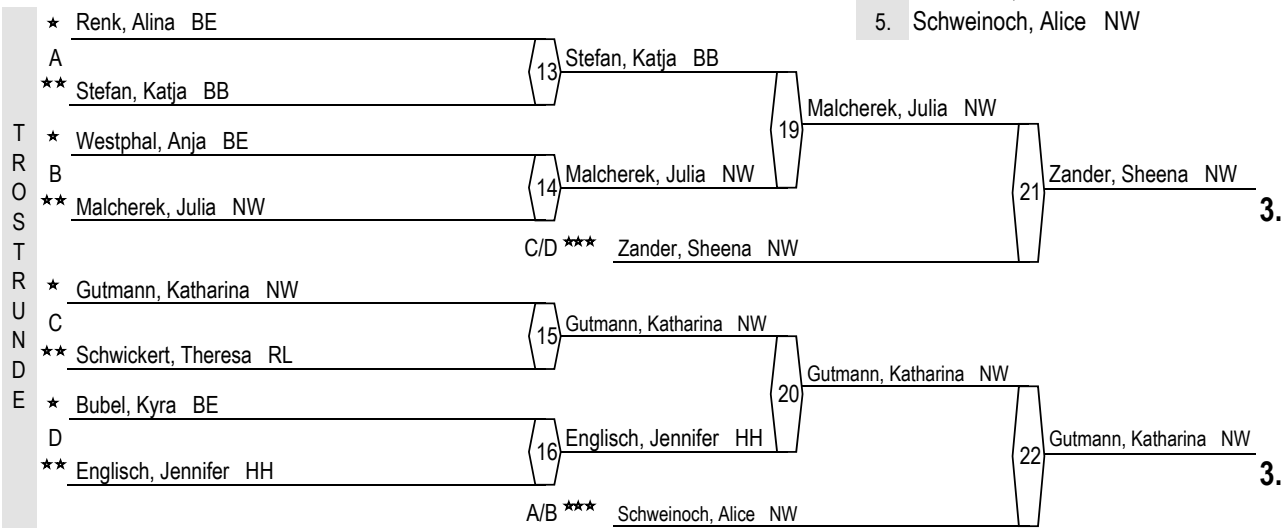 5. Schweinoch, Alice NW
TROSTRUNDE
★ Renk, Alina BE
A
★★ Stefan, Katja BB
13
Stefan, Katja BB
★ Westphal, Anja BE
B
★★ Malcherek, Julia NW
14
Malcherek, Julia NW
19
Malcherek, Julia NW
C/D ★★★ Zander, Sheena NW
21
Zander, Sheena NW
3.
★ Gutmann, Katharina NW
C
★★ Schwickert, Theresa RL
15
Gutmann, Katharina NW
★ Bubel, Kyra BE
D
★★ Englisch, Jennifer HH
16
Englisch, Jennifer HH
20
Gutmann, Katharina NW
A/B ★★★ Schweinoch, Alice NW
22
Gutmann, Katharina NW
3.